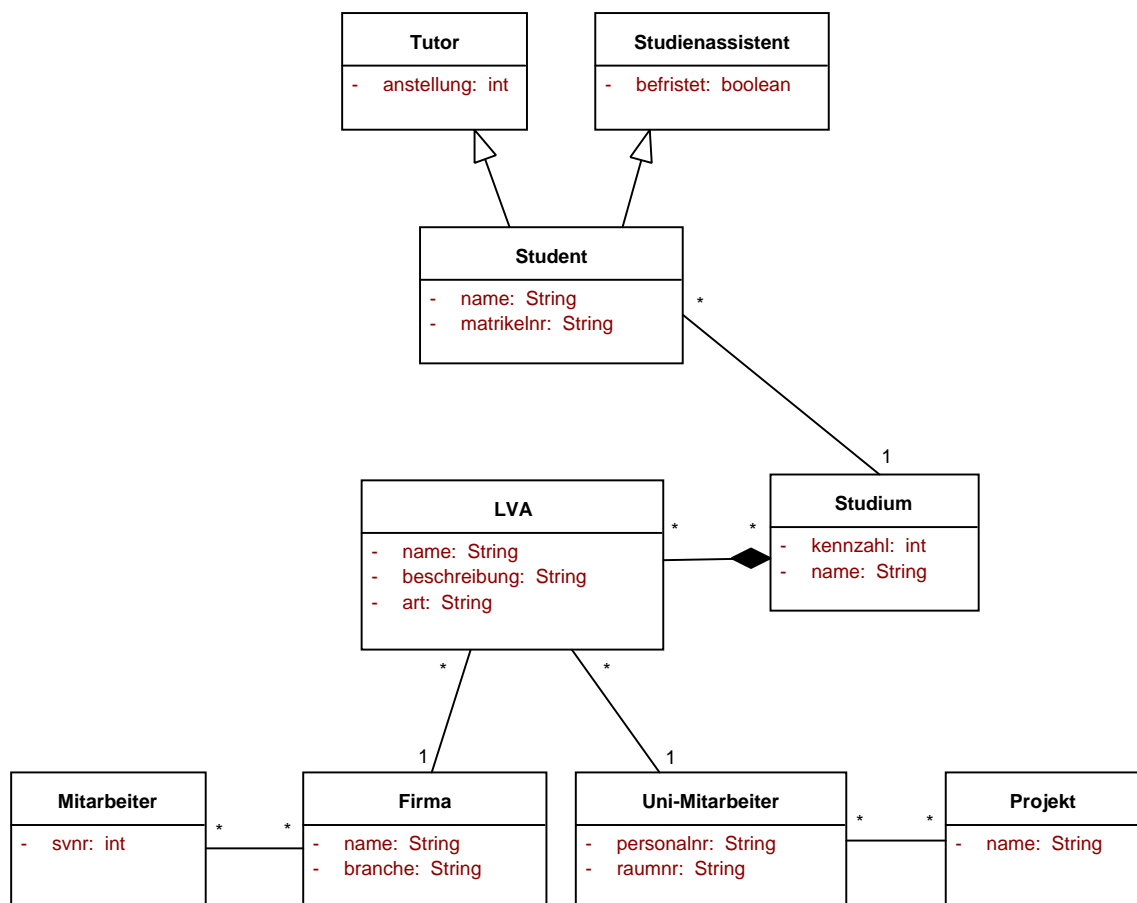 Tutor
- anstellung: int
Studienassistent
- befristet: boolean
Student
- name: String
- matrikelnr: String
*
1
LVA
- name: String
- beschreibung: String
- art: String
* *
Studium
- kennzahl: int
- name: String
* *
1 1
Mitarbeiter
- svnr: int
* *
Firma
- name: String
- branche: String
Uni-Mitarbeiter
- personalnr: String
- raumnr: String
* *
Projekt
- name: String